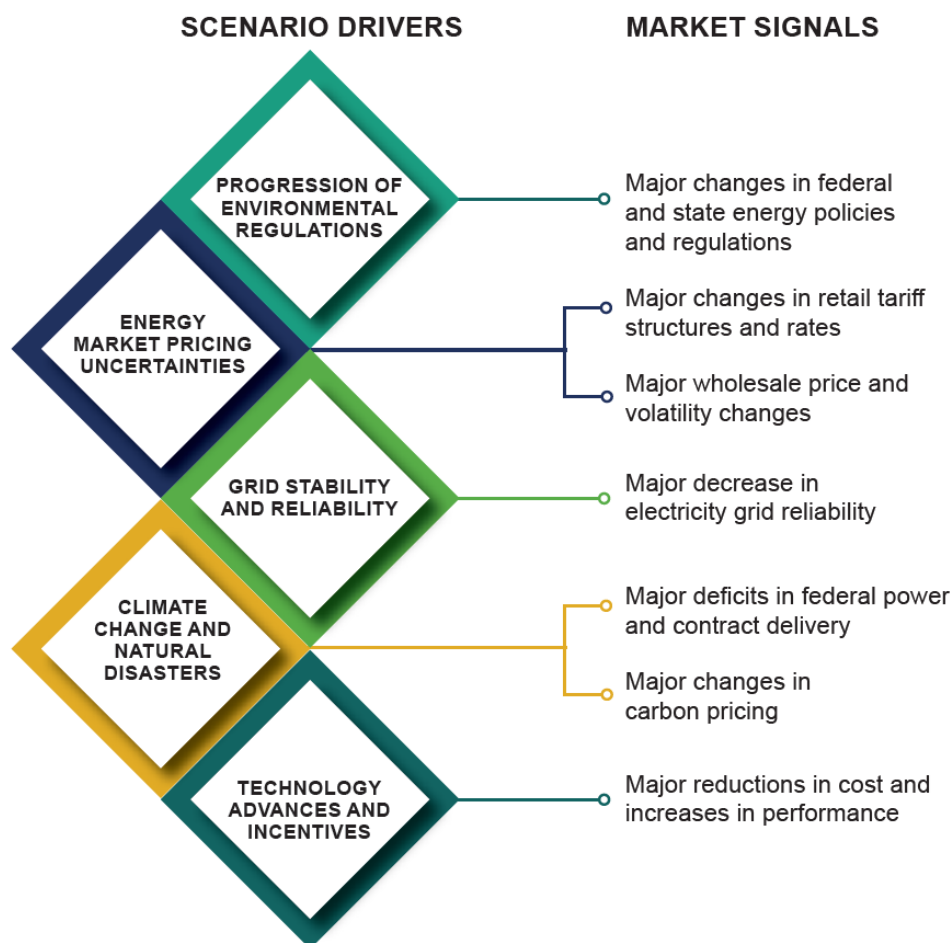 SCENARIO DRIVERS
MARKET SIGNALS
PROGRESSION OF
ENVIRONMENTAL
REGULATIONS
Major changes in federal
and state energy policies
and regulations
ENERGY
MARKET PRICING
UNCERTAINTIES
Major changes in retail tariff
structures and rates
Major wholesale price and
volatility changes
GRID STABILITY
AND RELIABILITY
Major decrease in
electricity grid reliability
CLIMATE
CHANGE AND
NATURAL
DISASTERS
Major deficits in federal power
and contract delivery
Major changes in
carbon pricing
TECHNOLOGY
ADVANCES AND
INCENTIVES
Major reductions in cost and
increases in performance